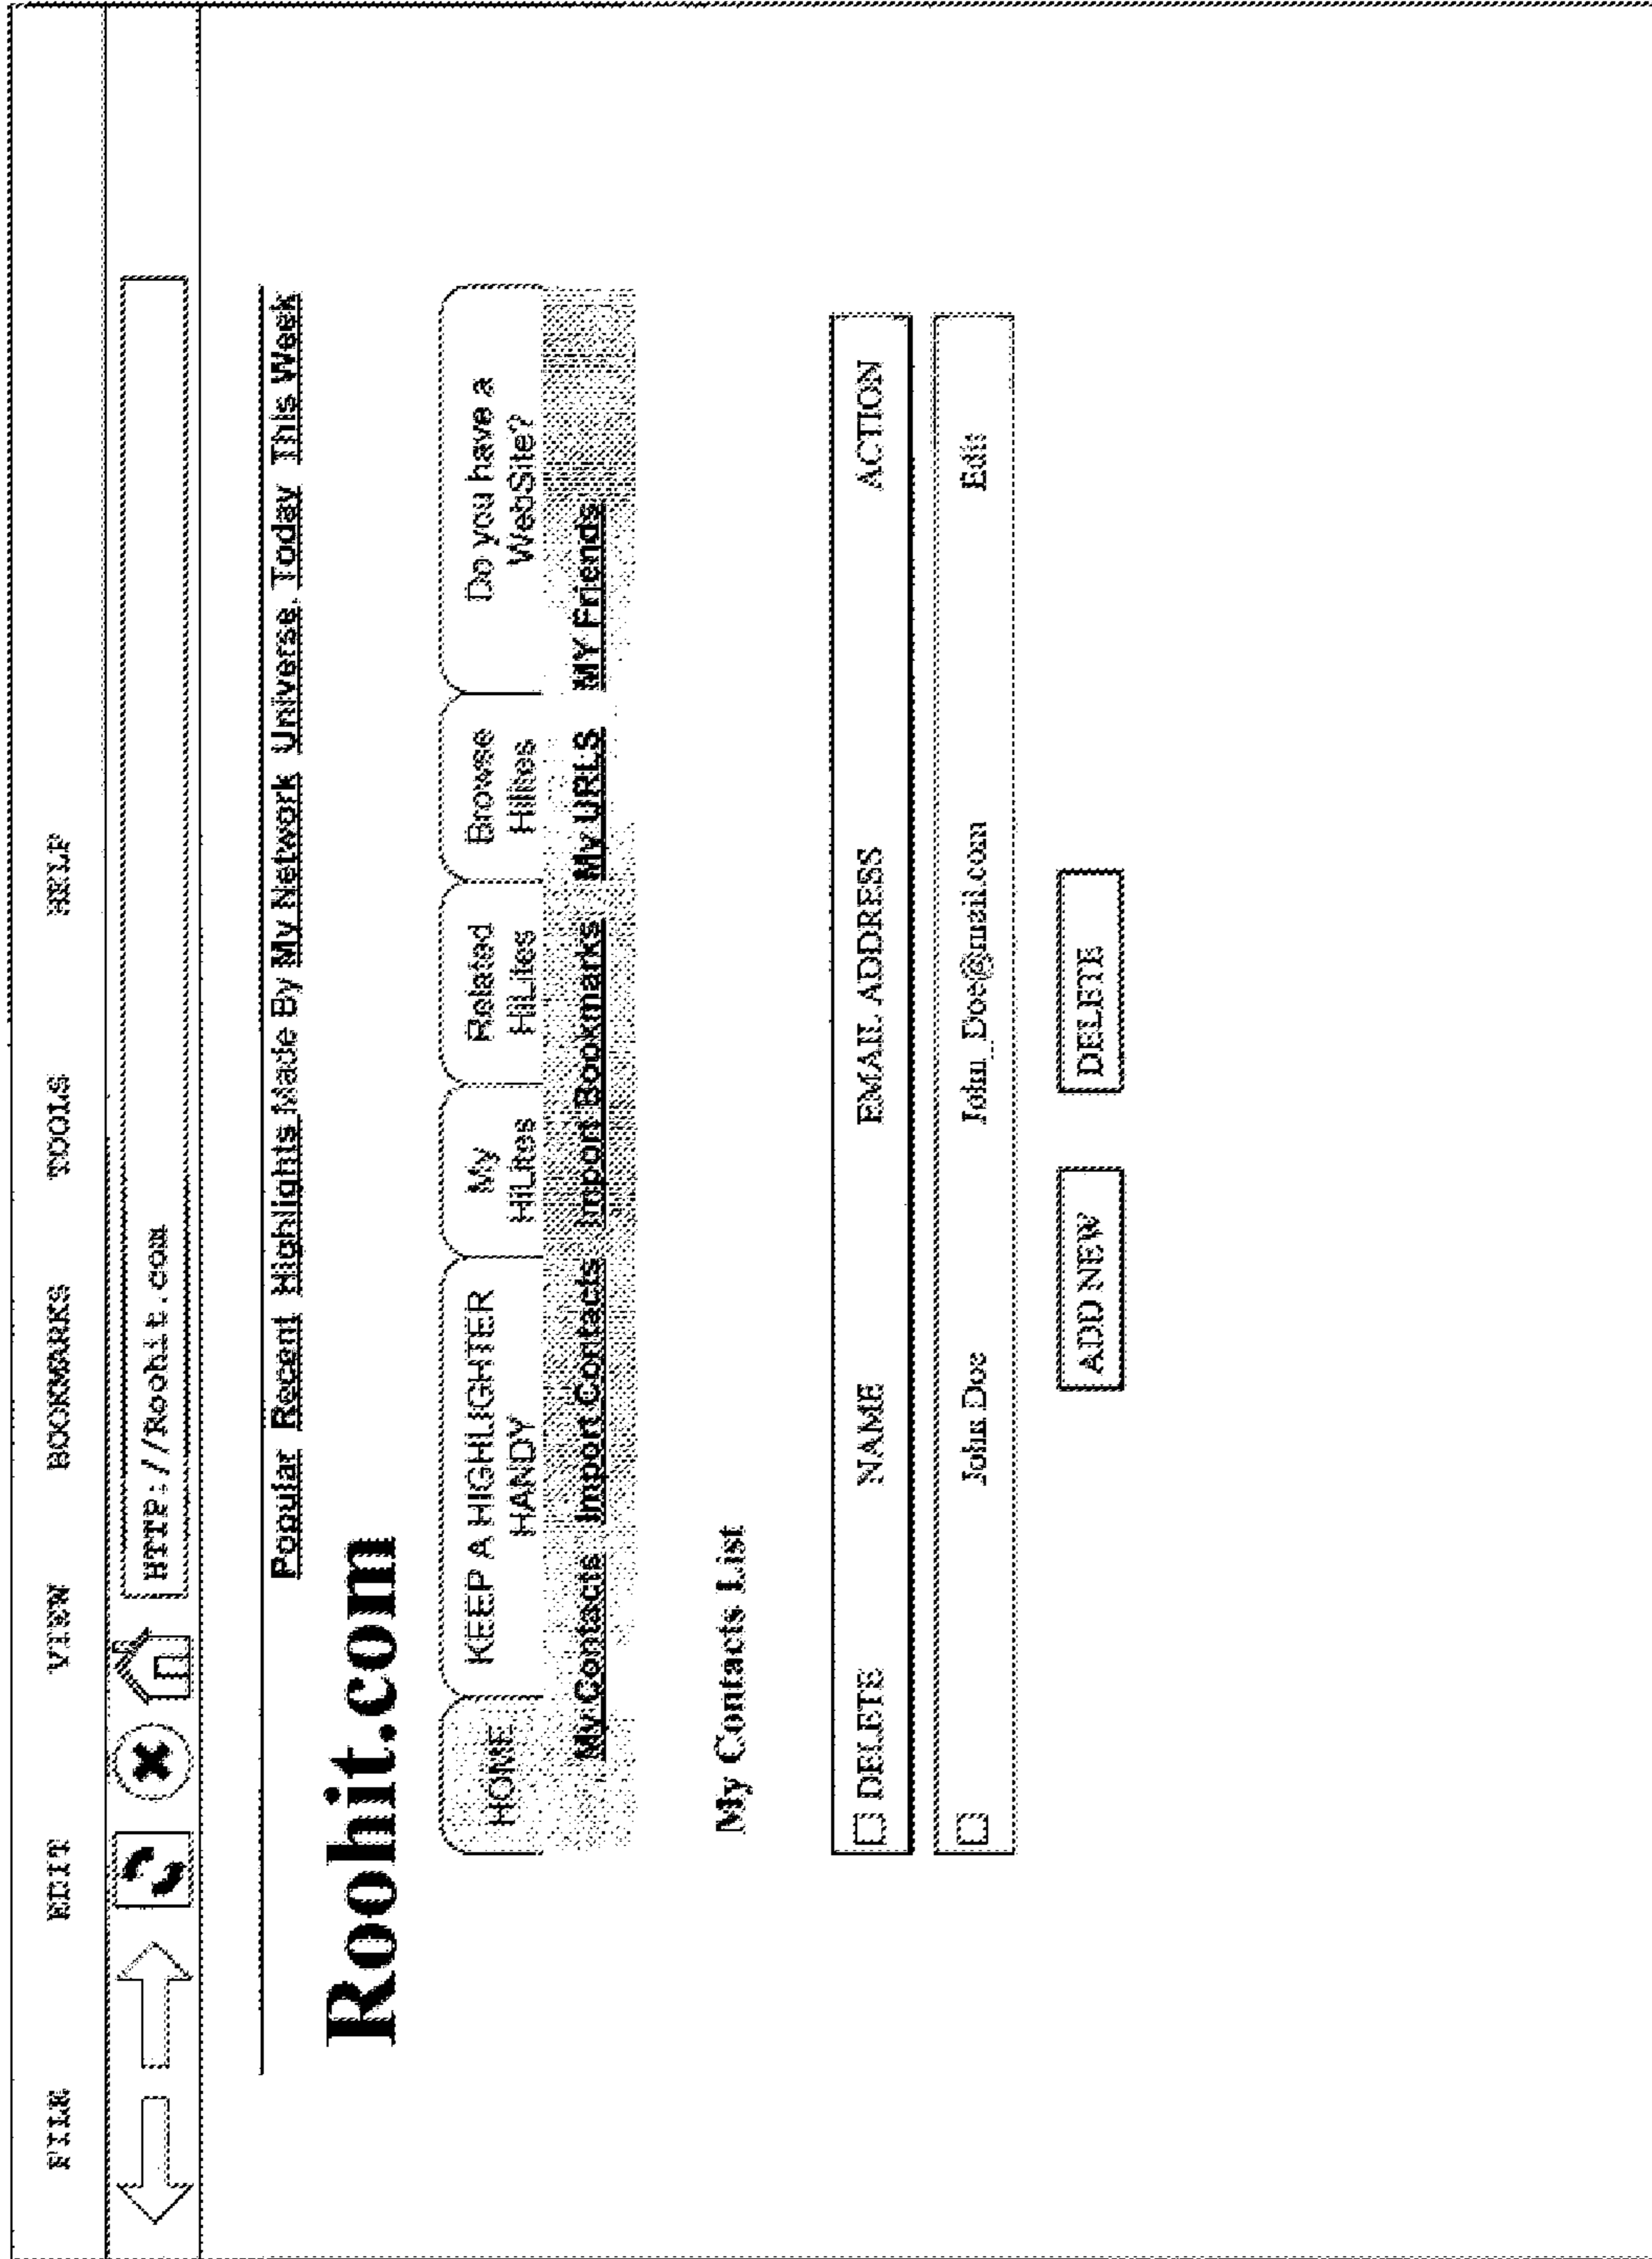 FILE EDIT VIEW BOOKMARKS TOOLS HELP
HTTP://Roohit.com
Popular Recent Highlights Made By My Network Universe Today This Week
Roohit.com
HOME
KEEP A HIGHLIGHTER
HANDY
My
HiLites
Related
HiLites
Browse
Hilites
Do you have a
WebSite?
My Contacts Import Contacts Import Bookmarks My URLS MY Friends
My Contacts List
DELETE NAME EMAIL ADDRESS ACTION
John Doe John_Doe@mail.com Edit
ADD NEW DELETE